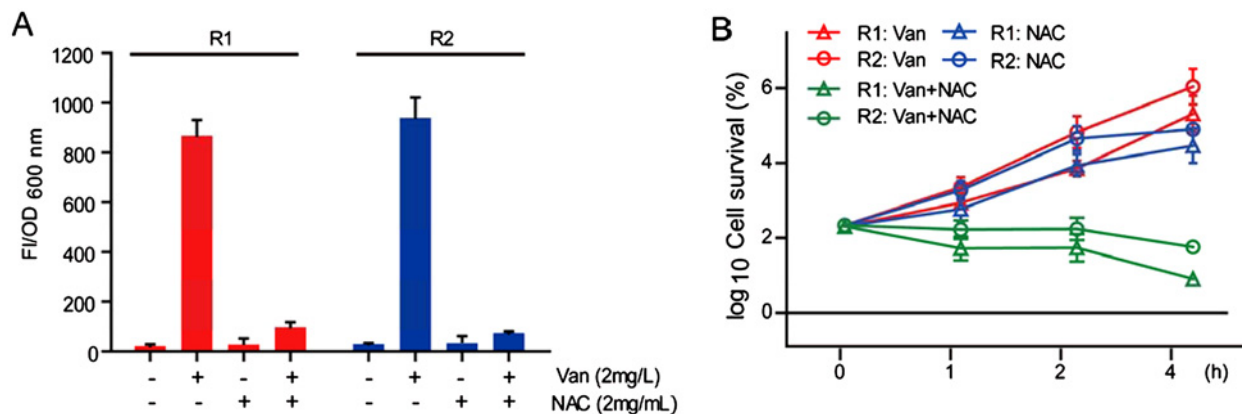 A
R1
R2
1200
1000
800
600
400
200
0
FI/OD 600 nm
- + - + - + - + Van (2mg/L)
- - + + - - + + NAC (2mg/mL)
B
R1: Van R1: NAC
R2: Van R2: NAC
R1: Van+NAC
R2: Van+NAC
6
4
2
0
log 10 Cell survival (%)
0 1 2 4 (h)